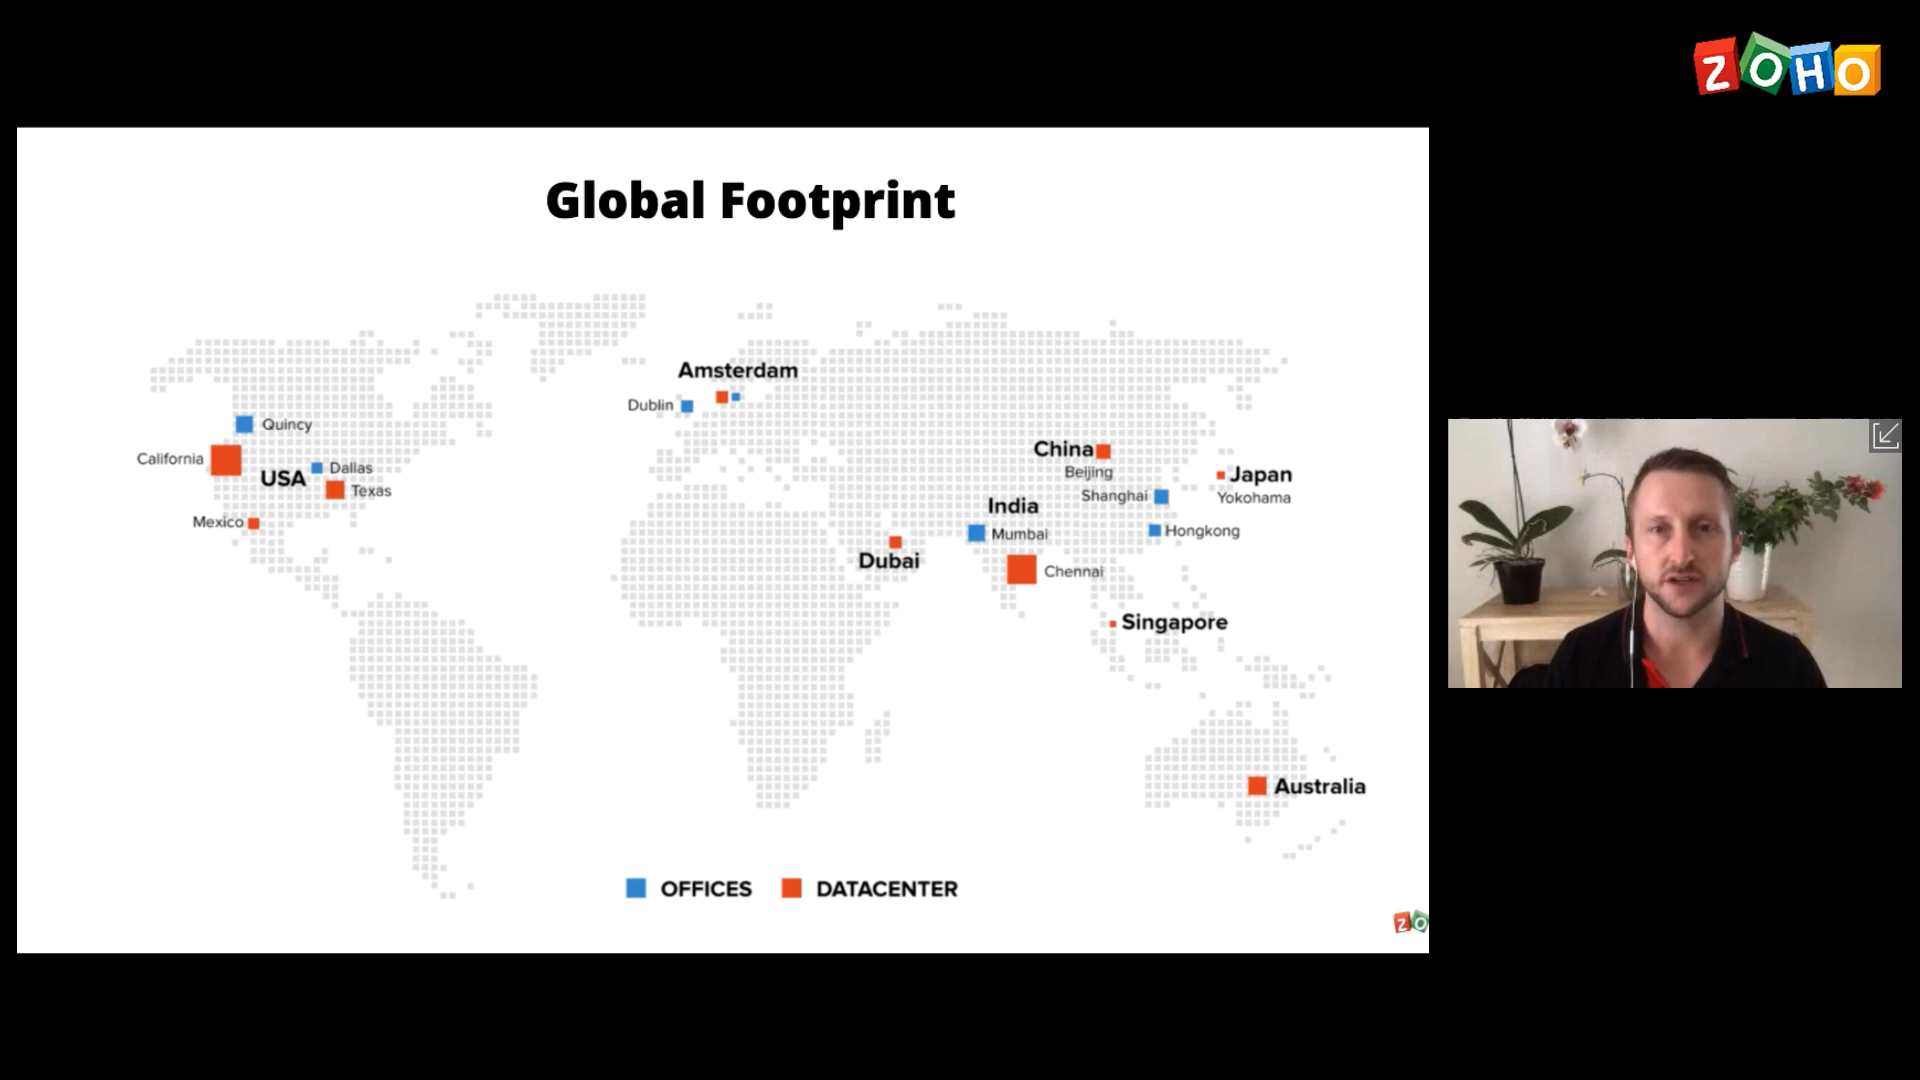 ZOHO
Global Footprint
Amsterdam
Dublin
Quincy
California
USA
Dallas
Texas
Mexico
China
Beijing
Shanghai
Japan
Yokohama
India
Mumbai
Hongkong
Dubai
Chennai
Singapore
Australia
OFFICES
DATACENTER
ZO